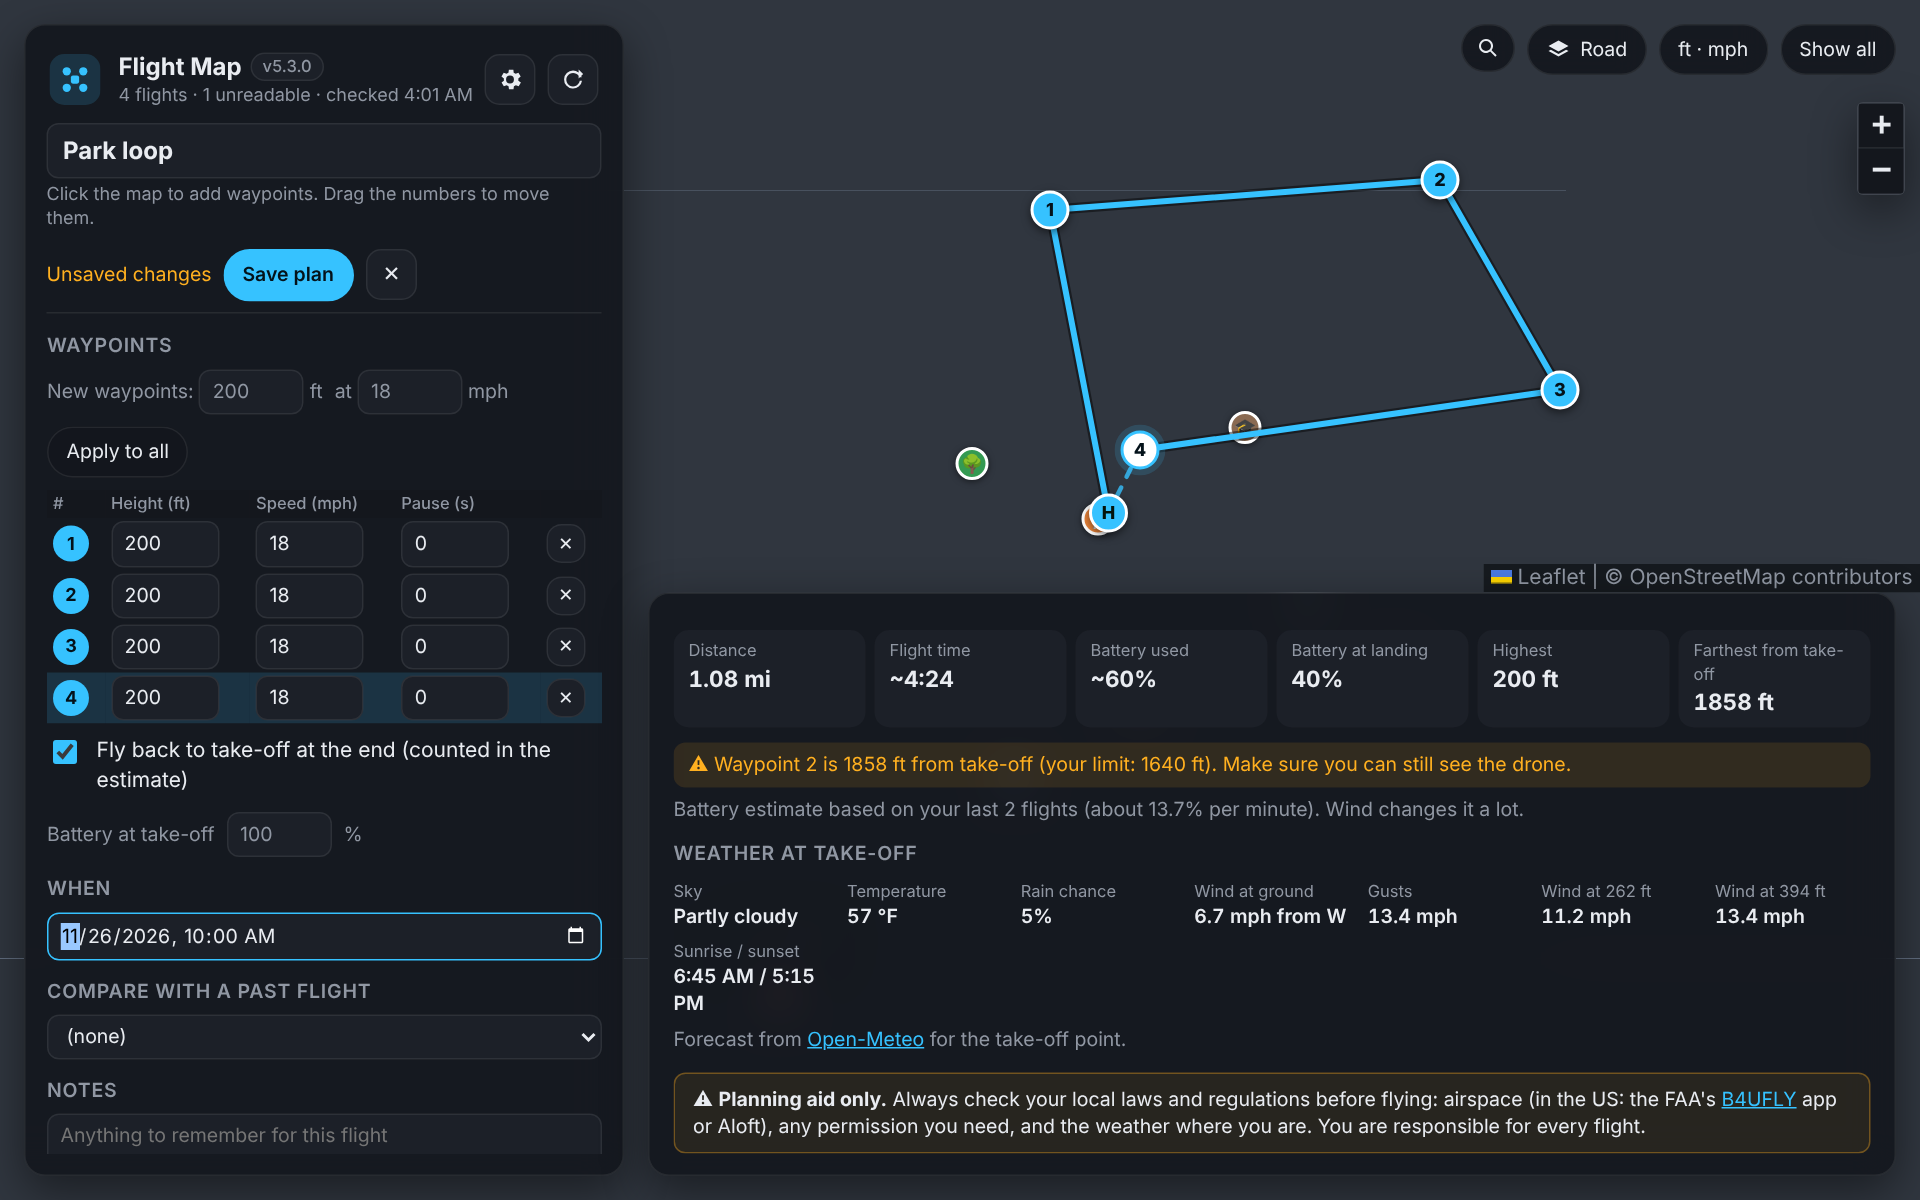 Flight Map v5.3.0
4 flights · 1 unreadable · checked 4:01 AM
Park loop
Click the map to add waypoints. Drag the numbers to move
them.
Unsaved changes Save plan ✕
WAYPOINTS
New waypoints: 200 ft at 18 mph
Apply to all
# Height (ft) Speed (mph) Pause (s)
1 200 18 0 ✕
2 200 18 0 ✕
3 200 18 0 ✕
4 200 18 0 ✕
Fly back to take-off at the end (counted in the
estimate)
Battery at take-off 100 %
WHEN
11/26/2026, 10:00 AM
COMPARE WITH A PAST FLIGHT
(none)
NOTES
Anything to remember for this flight
Road
ft · mph
Show all
+
−
1
2
3
4
H
Leaflet | © OpenStreetMap contributors
Distance
1.08 mi
Flight time
~4:24
Battery used
~60%
Battery at landing
40%
Highest
200 ft
Farthest from take-
off
1858 ft
⚠ Waypoint 2 is 1858 ft from take-off (your limit: 1640 ft). Make sure you can still see the drone.
Battery estimate based on your last 2 flights (about 13.7% per minute). Wind changes it a lot.
WEATHER AT TAKE-OFF
Sky
Partly cloudy
Temperature
57 °F
Rain chance
5%
Wind at ground
6.7 mph from W
Gusts
13.4 mph
Wind at 262 ft
11.2 mph
Wind at 394 ft
13.4 mph
Sunrise / sunset
6:45 AM / 5:15
PM
Forecast from Open-Meteo for the take-off point.
⚠ Planning aid only. Always check your local laws and regulations before flying: airspace (in the US: the FAA's B4UFLY app
or Aloft), any permission you need, and the weather where you are. You are responsible for every flight.